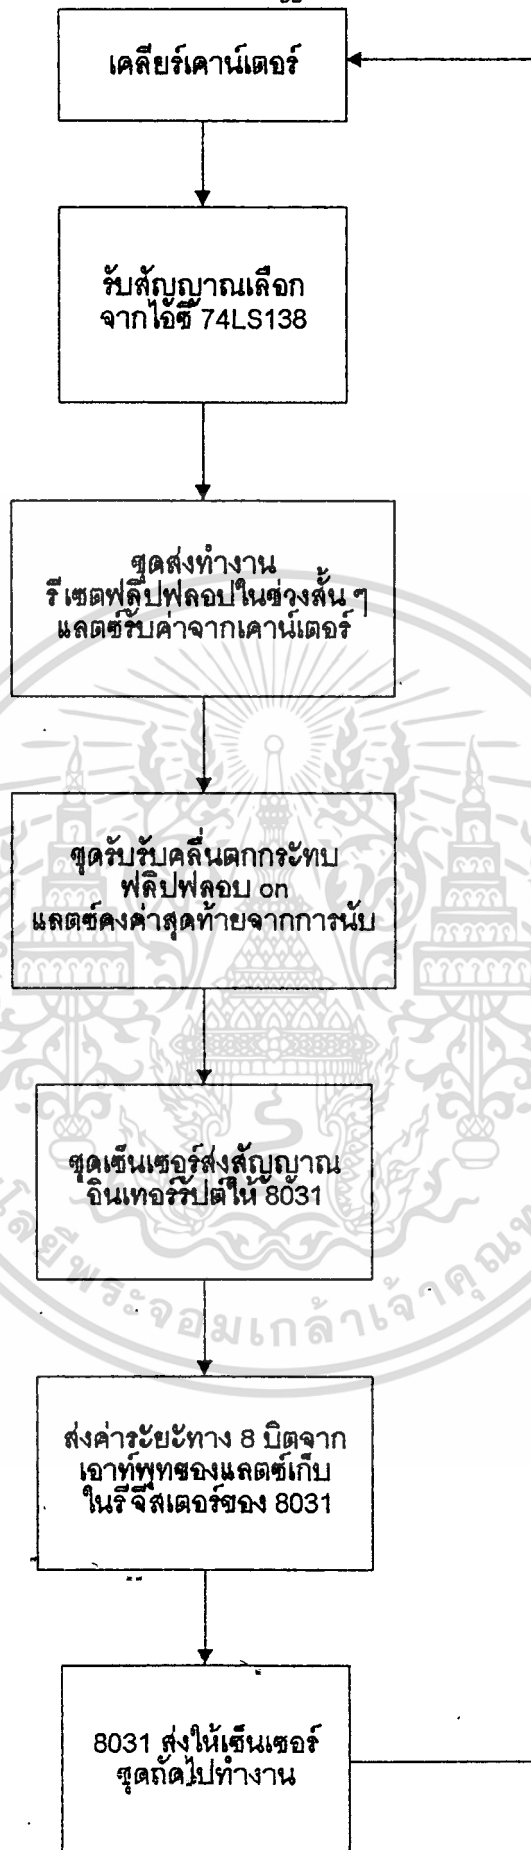 เคลียร์เคาน์เตอร์
รับสัญญาณเลือก
จากไอซี 74LS138
ชุดส่งทำงาน
รีเซตฟลิปฟลอปในช่วงสั้น ๆ
แลตช์รับค่าจากเคาน์เตอร์
ชุดรับรับคลื่นตกกระทบ
ฟลิปฟลอบ on
แลตช์คงค่าสุดท้ายจากการนับ
ชุดเซ็นเซอร์ส่งสัญญาณ
อินเทอร์รัปต์ให้ 8031
ส่งค่าระยะทาง 8 บิตจาก
เอาท์พุทของแลตช์เก็บ
ในรีจีสเตอร์ของ 8031
8031 ส่งให้เซ็นเซอร์
ชุดถัดไปทำงาน